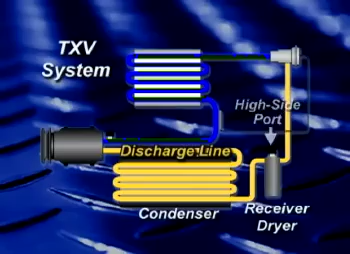 TXV
System
High-Side
Port
Discharge Line
Condenser
Receiver
Dryer